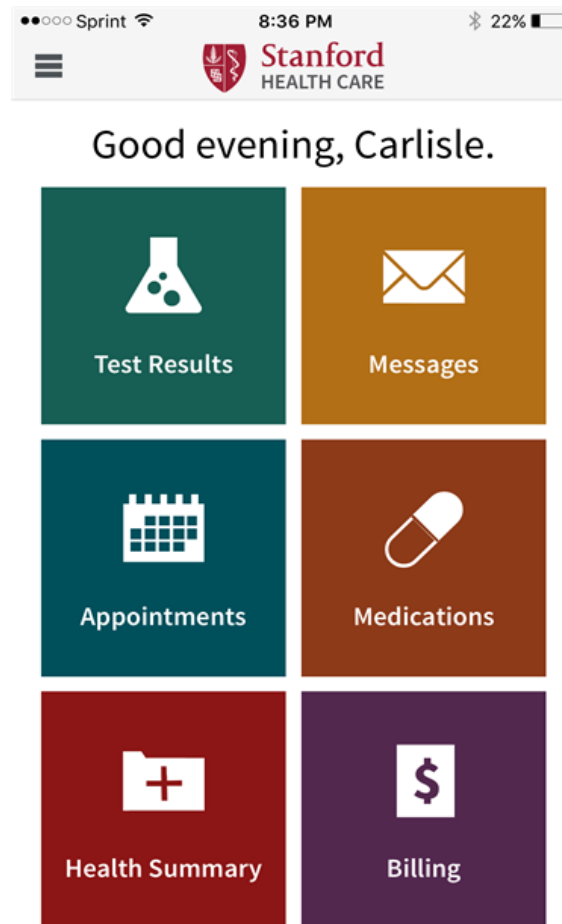 Sprint 8:36 PM 22%
Stanford
HEALTH CARE
Good evening, Carlisle.
Test Results
Messages
Appointments
Medications
$
Health Summary
Billing